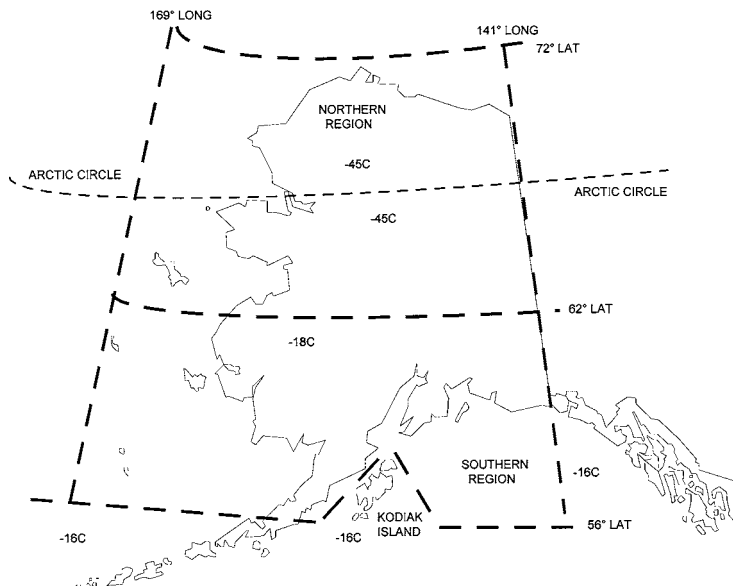 169° LONG
141° LONG
72° LAT
NORTHERN
REGION
-45C
ARCTIC CIRCLE
ARCTIC CIRCLE
-45C
62° LAT
-18C
SOUTHERN
REGION
-16C
KODIAK
ISLAND
-16C
-16C
56° LAT